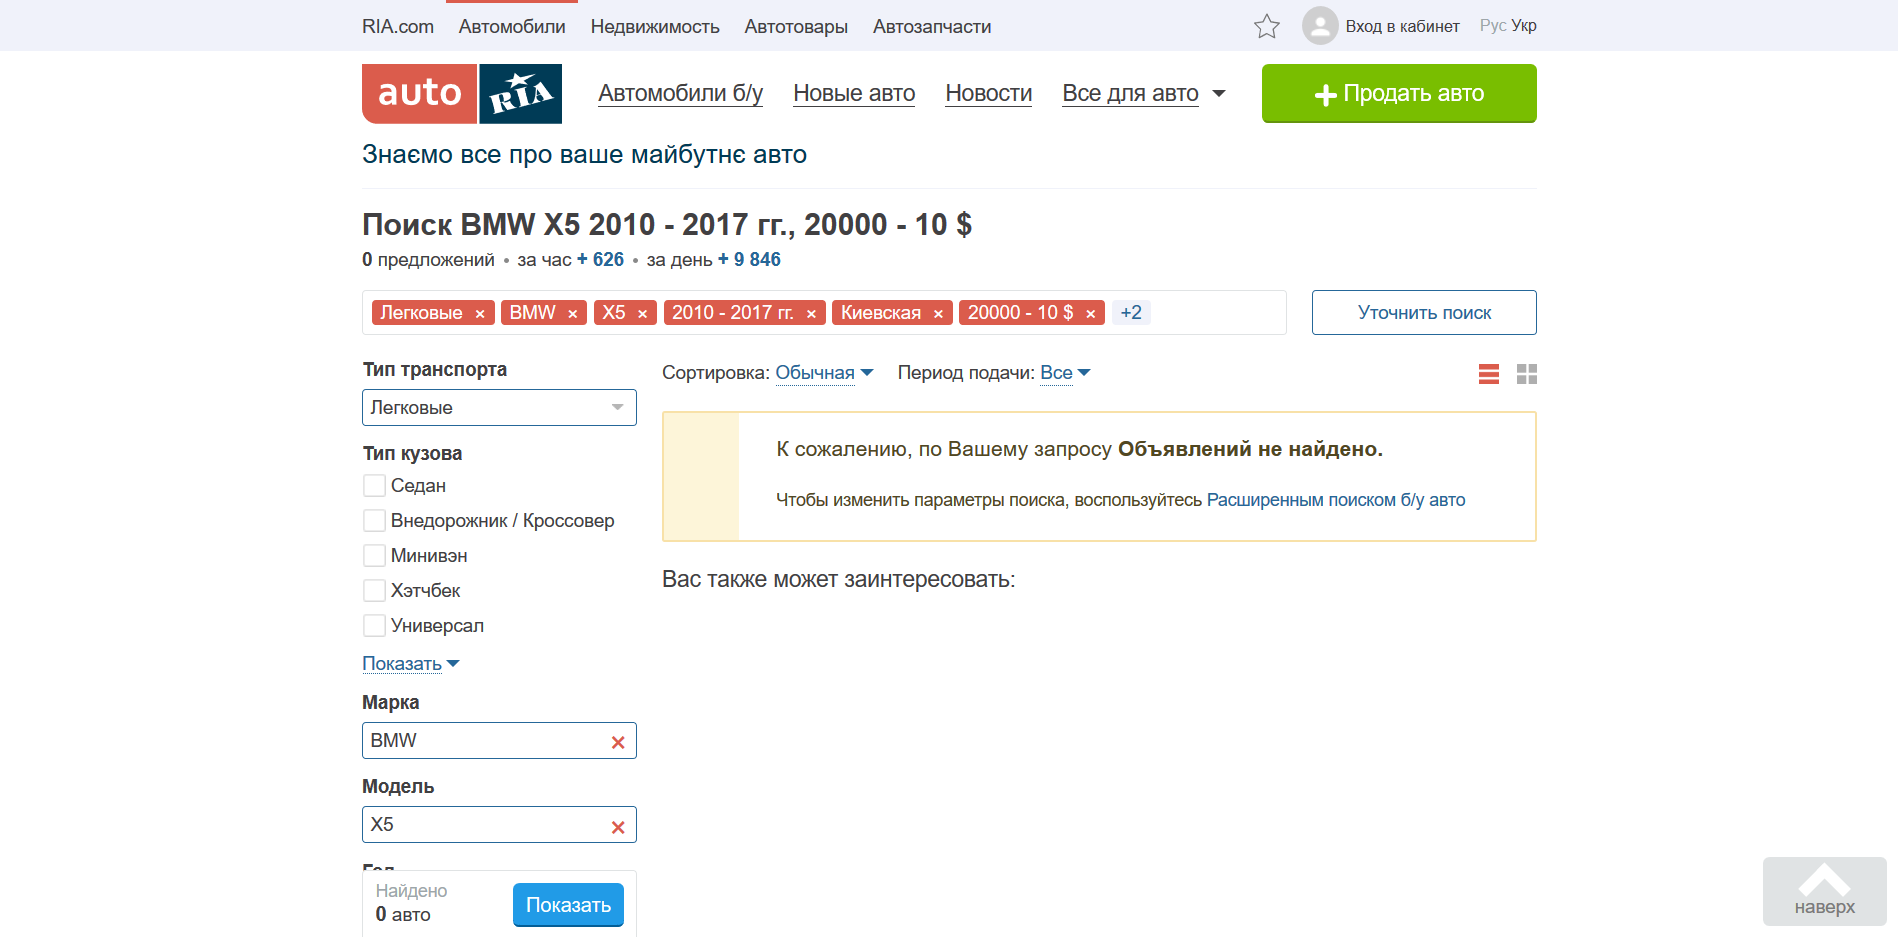 RIA.com Автомобили Недвижимость Автотовары Автозапчасти Вход в кабинет Рус Укр
auto RIA Автомобили б/у Новые авто Новости Все для авто Продать авто
Знаємо все про ваше майбутнє авто
Поиск BMW X5 2010 - 2017 гг., 20000 - 10 $
0 предложений • за час + 626 • за день + 9 846
Легковые × BMW × X5 × 2010 - 2017 гг. × Киевская × 20000 - 10 $ × +2 Уточнить поиск
Тип транспорта
Легковые
Тип кузова
Седан
Внедорожник / Кроссовер
Минивэн
Хэтчбек
Универсал
Показать
Марка
BMW
Модель
X5
Найдено
0 авто
Показать
Сортировка: Обычная Период подачи: Все
К сожалению, по Вашему запросу Объявлений не найдено.
Чтобы изменить параметры поиска, воспользуйтесь Расширенным поиском б/у авто
Вас также может заинтересовать:
наверх